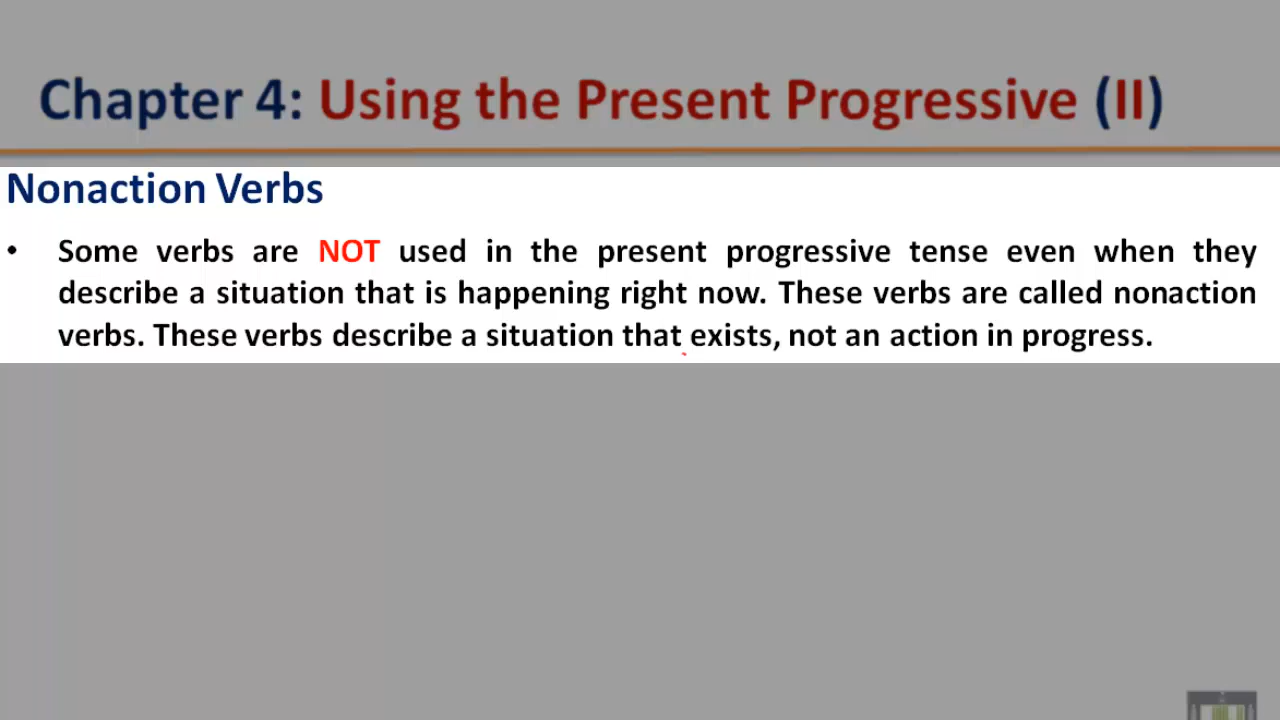 Chapter 4: Using the Present Progressive (II)
Nonaction Verbs
• Some verbs are NOT used in the present progressive tense even when they
describe a situation that is happening right now. These verbs are called nonaction
verbs. These verbs describe a situation that exists, not an action in progress.